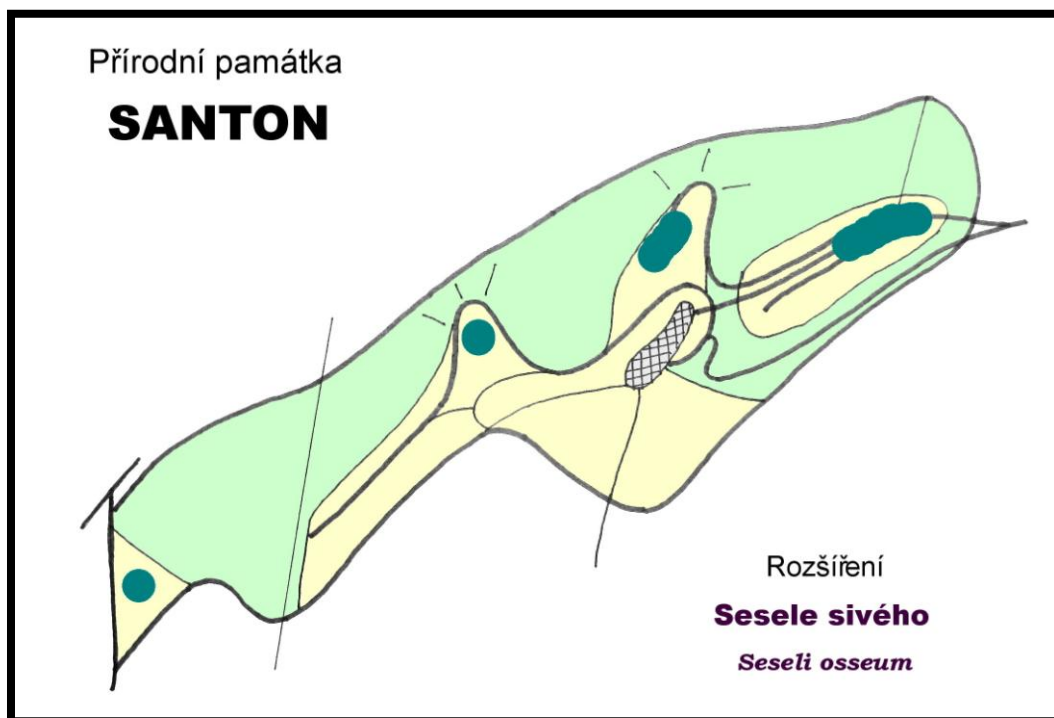 Přírodní památka
SANTON
Rozšíření
Sesele sivého
Seseli osseum